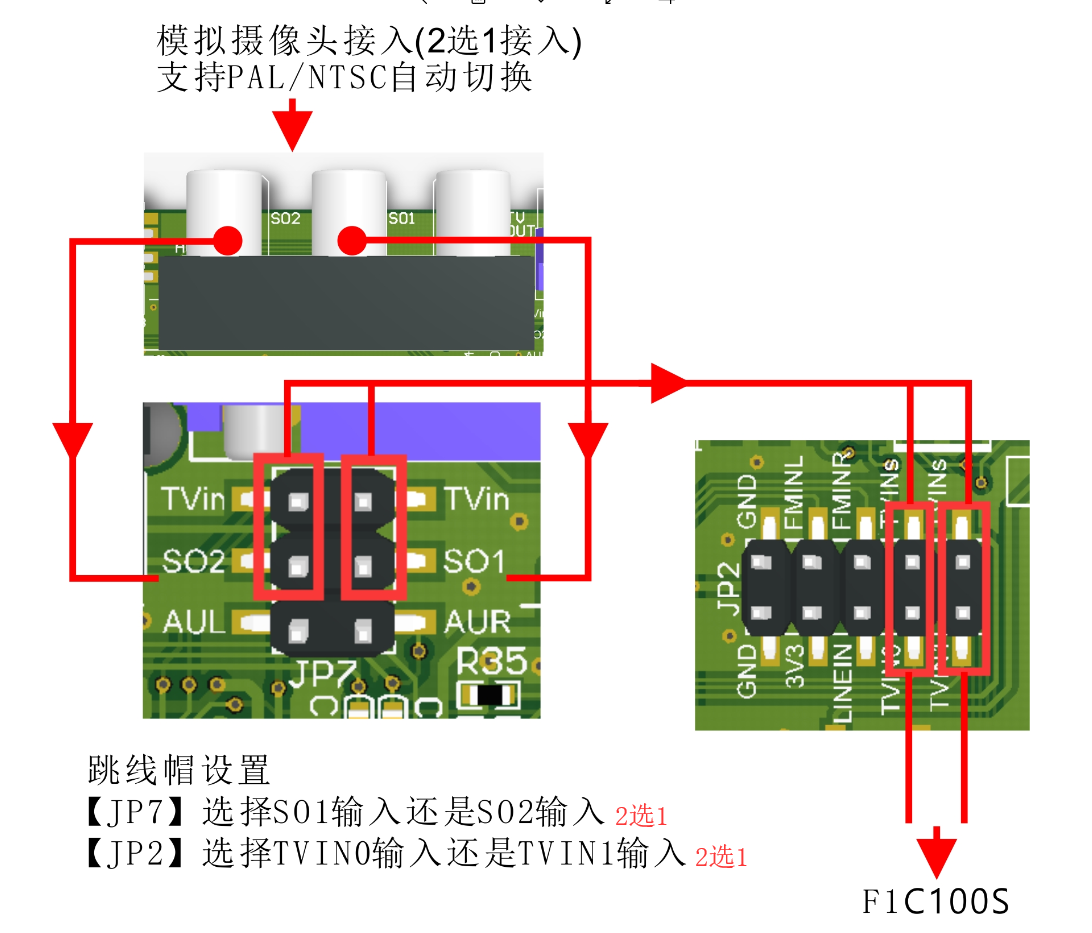 模拟摄像头接入(2选1接入)
支持PAL/NTSC自动切换
SO2
SO1
TV
OUT
TVin
TVin
SO2
SO1
AUL
AUR
JP7
R35
GND
FMINL
FMINR
TVINs
TVINs
JP2
GND
3V3
LINEIN
TVIN0
跳线帽设置
【JP7】选择SO1输入还是SO2输入 2选1
【JP2】选择TVIN0输入还是TVIN1输入 2选1
F1C100S